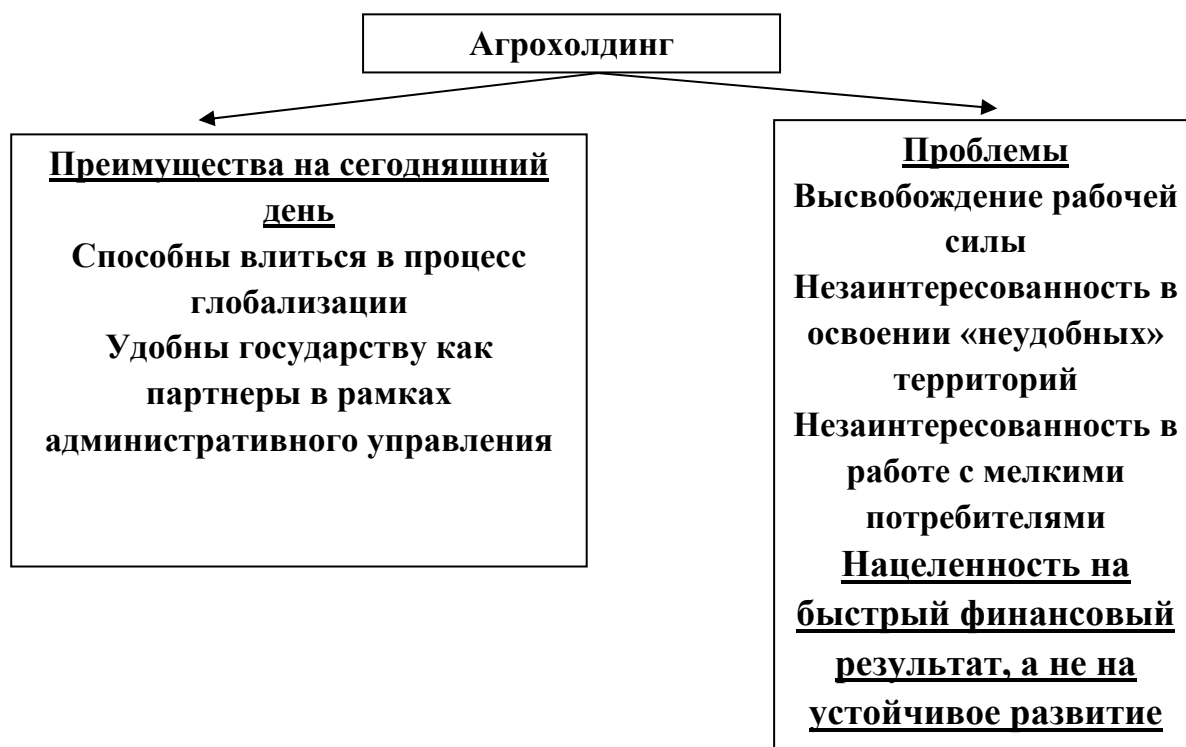 Агрохолдинг
Преимущества на сегодняшний
день
Способны влиться в процесс
глобализации
Удобны государству как
партнеры в рамках
административного управления
Проблемы
Высвобождение рабочей
силы
Незаинтересованность в
освоении «неудобных»
территорий
Незаинтересованность в
работе с мелкими
потребителями
Нацеленность на
быстрый финансовый
результат, а не на
устойчивое развитие